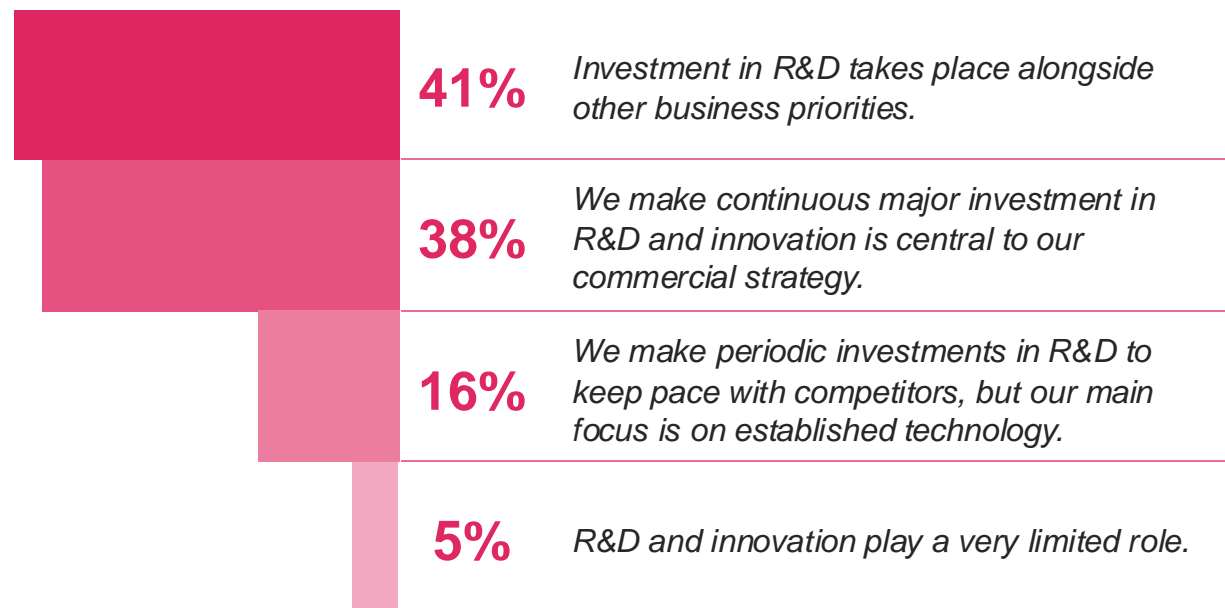 41%
Investment in R&D takes place alongside
other business priorities.
38%
We make continuous major investment in
R&D and innovation is central to our
commercial strategy.
16%
We make periodic investments in R&D to
keep pace with competitors, but our main
focus is on established technology.
5%
R&D and innovation play a very limited role.